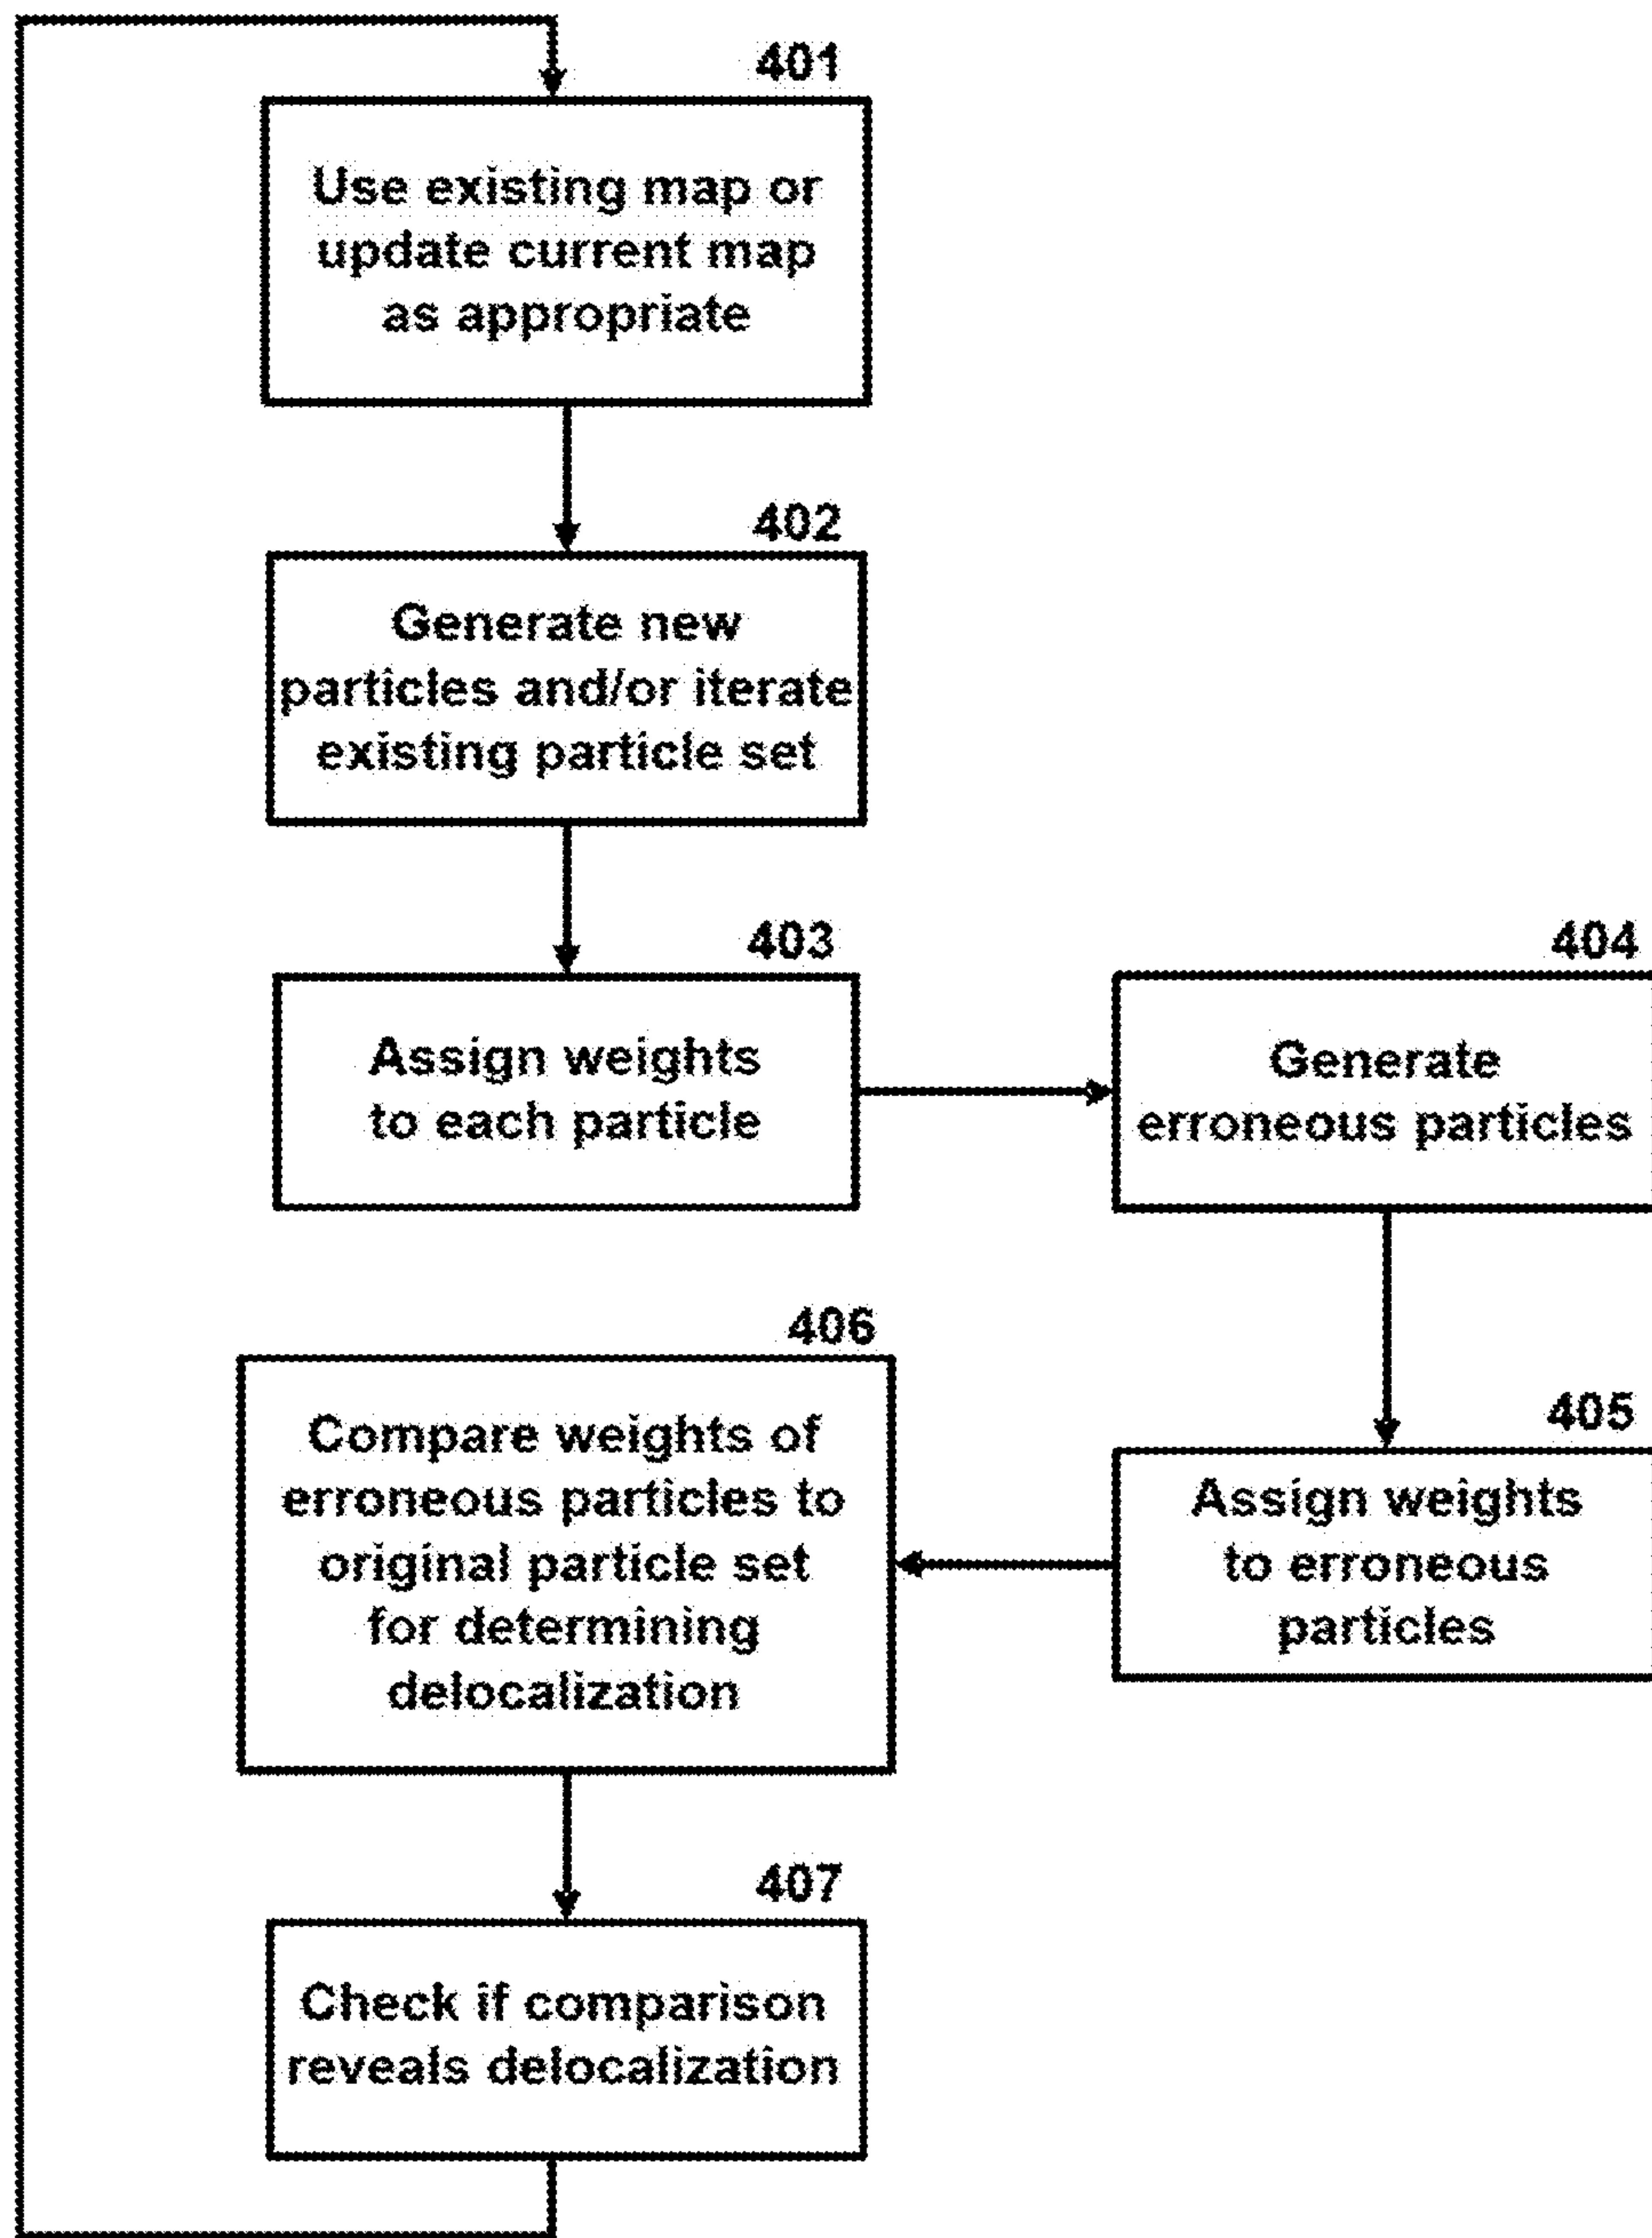 401
Use existing map or
update current map
as appropriate
402
Generate new
particles and/or iterate
existing particle set
403
Assign weights
to each particle
404
Generate
erroneous particles
405
Assign weights
to erroneous
particles
406
Compare weights of
erroneous particles to
original particle set
for determining
delocalization
407
Check if comparison
reveals delocalization